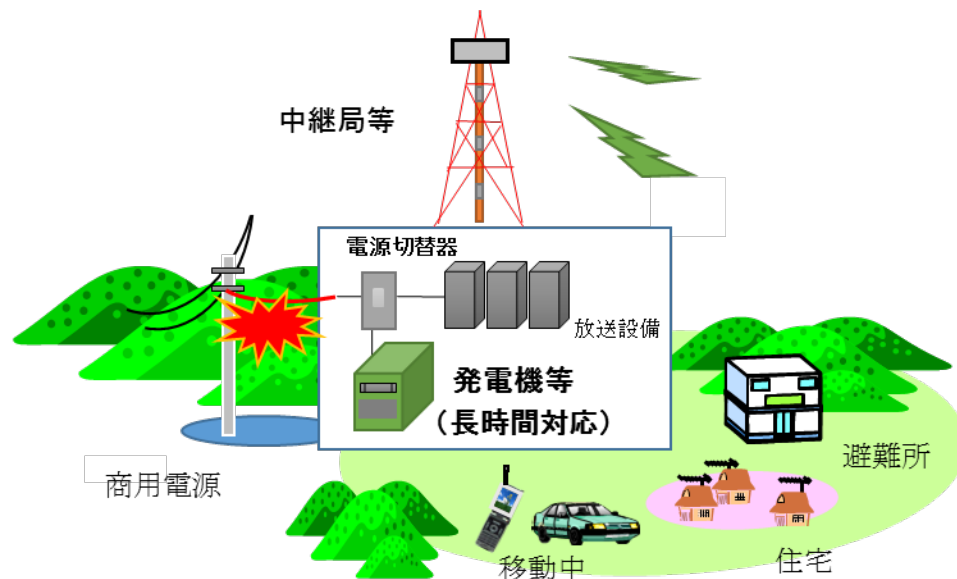 中継局等
電源切替器
放送設備
発電機等
（長時間対応）
避難所
商用電源
移動中
住宅